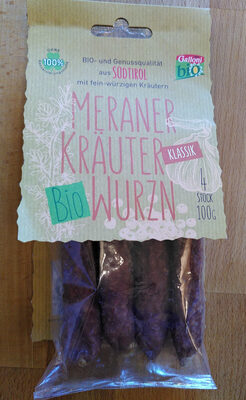 OHNE
100%
BIO- und Genussqualität
aus SÜDTIROL
mit fein-würzigen Kräutern
Galloni
bio
MERANER
KRÄUTER
KLASSIK
Bio WURZN
4
STÜCK
100G